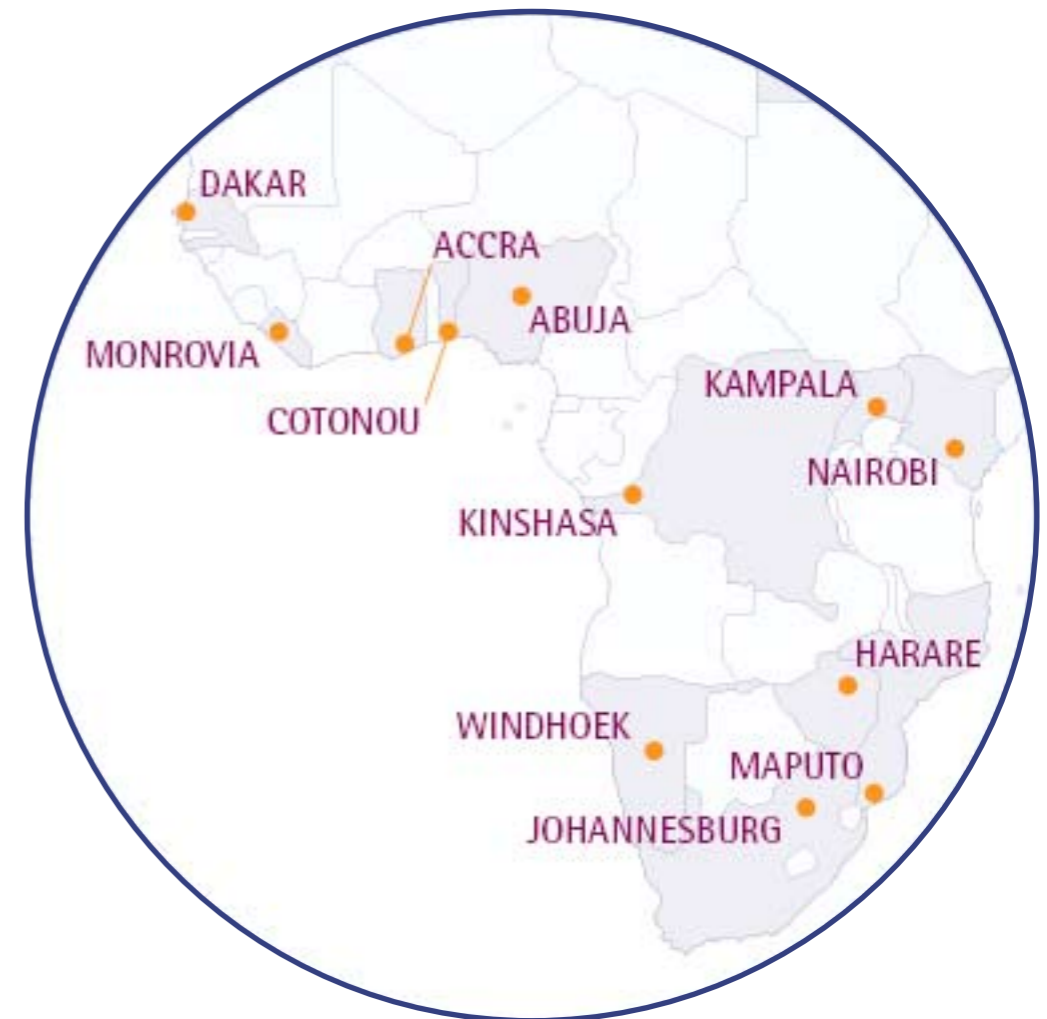 DAKAR
ACCRA
ABUJA
MONROVIA
COTONOU
KAMPALA
NAIROBI
KINSHASA
HARARE
WINDHOEK
MAPUTO
JOHANNESBURG